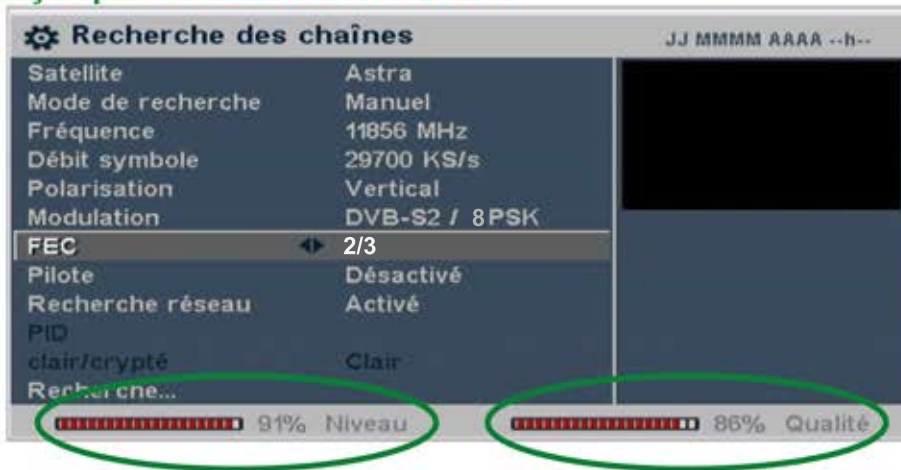 Recherche des chaînes JJ MMMM AAAA --h--
Satellite Astra
Mode de recherche Manuel
Fréquence 11856 MHz
Débit symbole 29700 KS/s
Polarisation Vertical
Modulation DVB-S2 / 8PSK
FEC 2/3
Pilote Désactivé
Recherche réseau Activé
PID
clair/crypté Clair
Recherche...
91% Niveau 86% Qualité